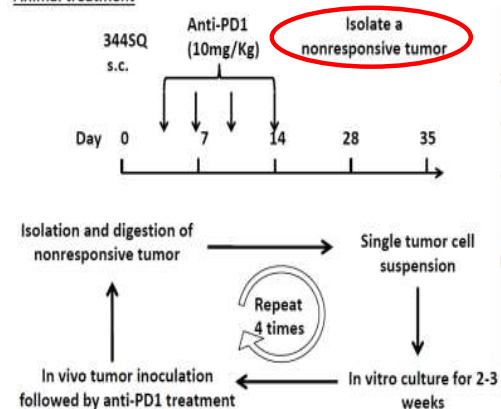 Animal treatment
344SQ
s.c.
Anti-PD1
(10mg/Kg)
Isolate a
nonresponsive tumor
Day 0 7 14 28 35
Isolation and digestion of
nonresponsive tumor
Single tumor cell
suspension
Repeat
4 times
In vivo tumor inoculation
followed by anti-PD1 treatment
In vitro culture for 2-3
weeks